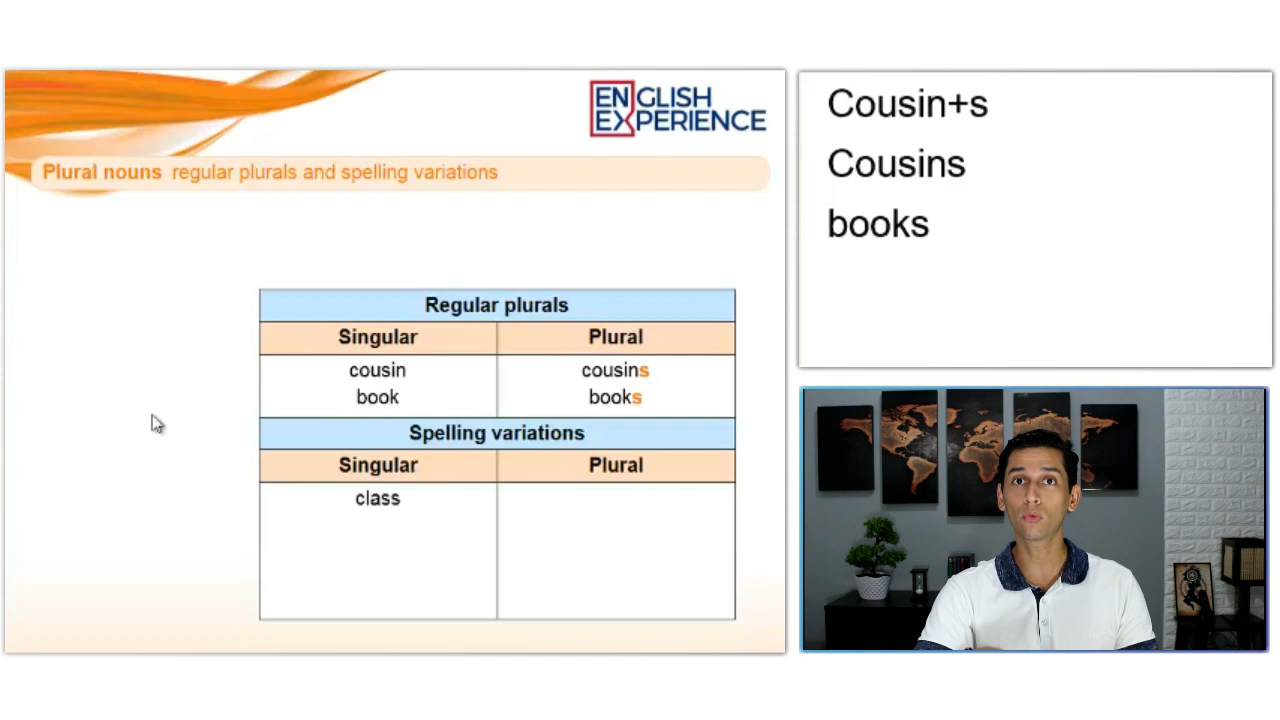 ENGLISH
EXPERIENCE
Plural nouns regular plurals and spelling variations
Regular plurals
Singular Plural
cousin cousins
book books
Spelling variations
Singular Plural
class
Cousin+s
Cousins
books